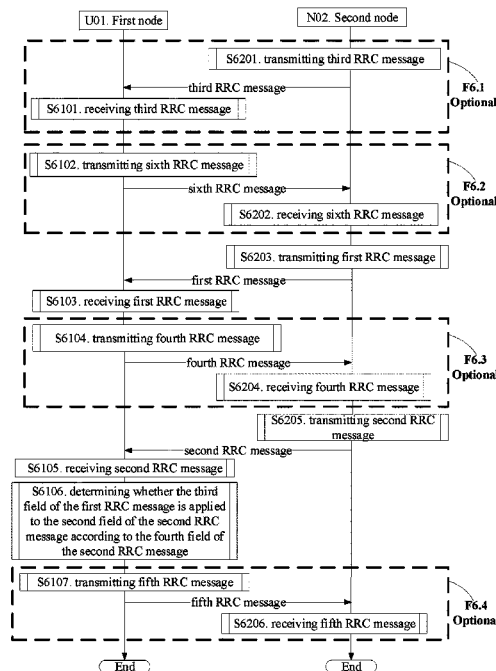 U01. First node
N02. Second node
S6201. transmitting third RRC message
third RRC message
S6101. receiving third RRC message
F6.1
Optional
S6102. transmitting sixth RRC message
sixth RRC message
S6202. receiving sixth RRC message
F6.2
Optional
S6203. transmitting first RRC message
first RRC message
S6103. receiving first RRC message
S6104. transmitting fourth RRC message
fourth RRC message
S6204. receiving fourth RRC message
F6.3
Optional
S6205. transmitting second RRC
message
second RRC message
S6105. receiving second RRC message
S6106. determining whether the third
field of the first RRC message is applied
to the second field of the second RRC
message according to the fourth field of
the second RRC message
S6107. transmitting fifth RRC message
fifth RRC message
S6206. receiving fifth RRC message
F6.4
Optional
End
End